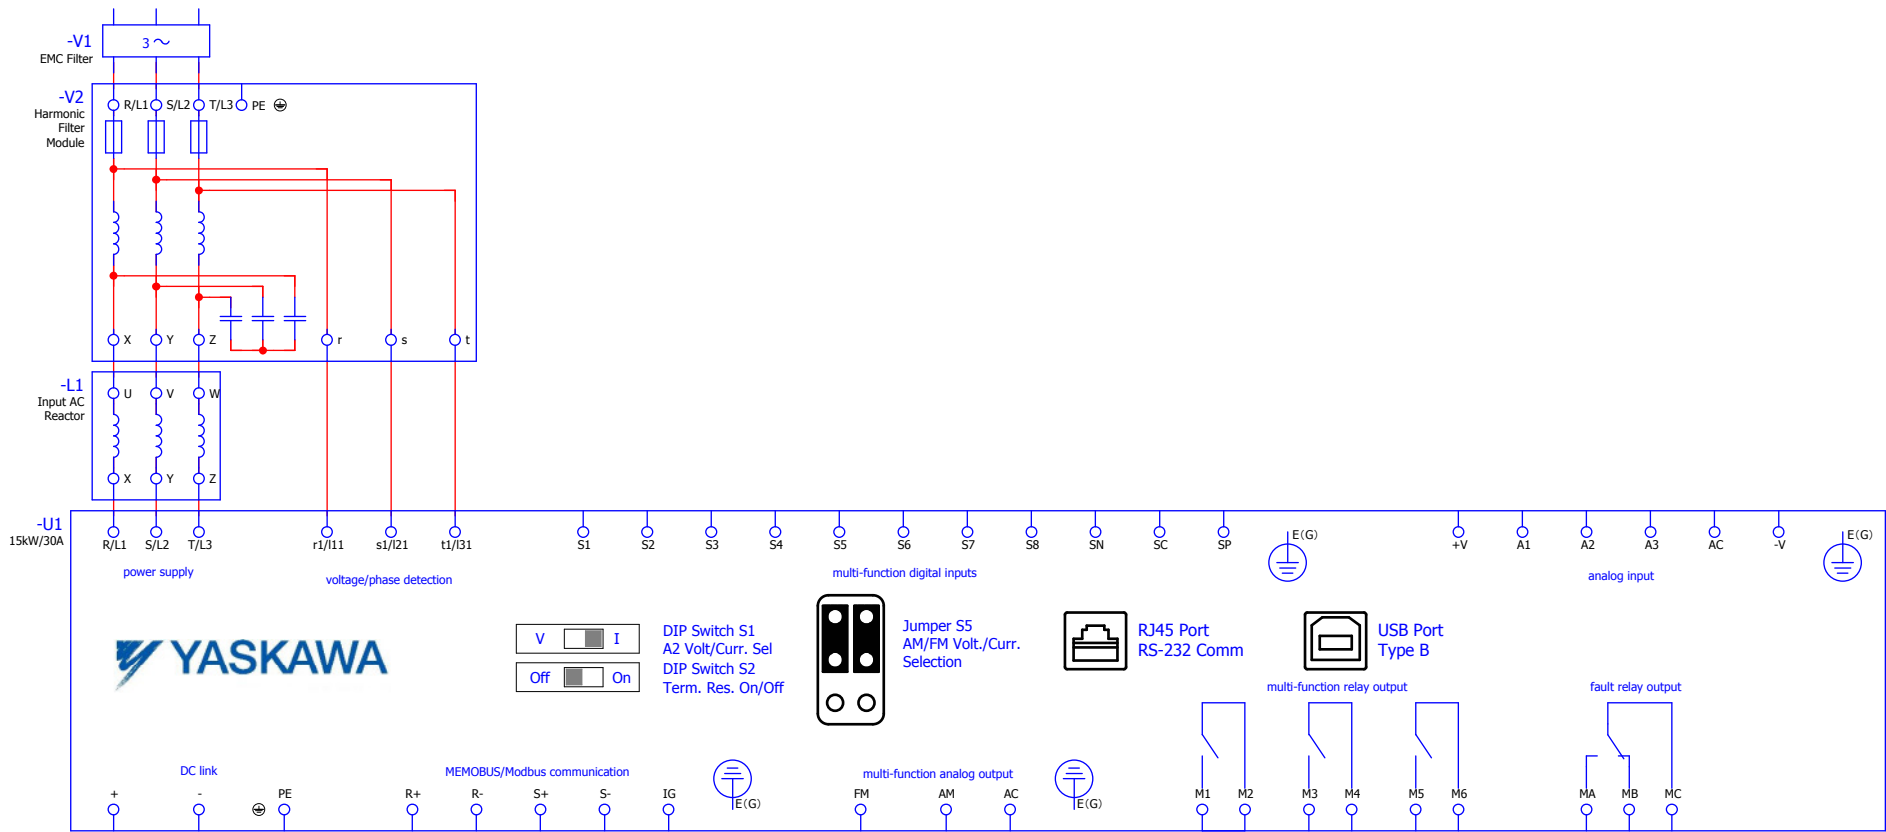 -V1
3 ~
EMC Filter
-V2
Harmonic
Filter
Module
R/L1 S/L2 T/L3 PE
X Y Z r s t
-L1
Input AC
Reactor
U V W
X Y Z
-U1
15kW/30A
R/L1 S/L2 T/L3 r1/l11 s1/l21 t1/l31 S1 S2 S3 S4 S5 S6 S7 S8 SN SC SP E(G) +V A1 A2 A3 AC -V E(G)
power supply
voltage/phase detection
multi-function digital inputs
analog input
YASKAWA
V I
DIP Switch S1
A2 Volt/Curr. Sel
Off On
DIP Switch S2
Term. Res. On/Off
Jumper S5
AM/FM Volt./Curr.
Selection
RJ45 Port
RS-232 Comm
USB Port
Type B
multi-function relay output
fault relay output
DC link
MEMOBUS/Modbus communication
multi-function analog output
+ - PE R+ R- S+ S- IG E(G) FM AM AC E(G) M1 M2 M3 M4 M5 M6 MA MB MC